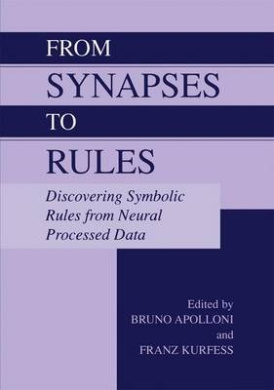 FROM
SYNAPSES
TO
RULES
Discovering Symbolic
Rules from Neural
Processed Data
Edited by
BRUNO APOLLONI
and
FRANZ KURFESS